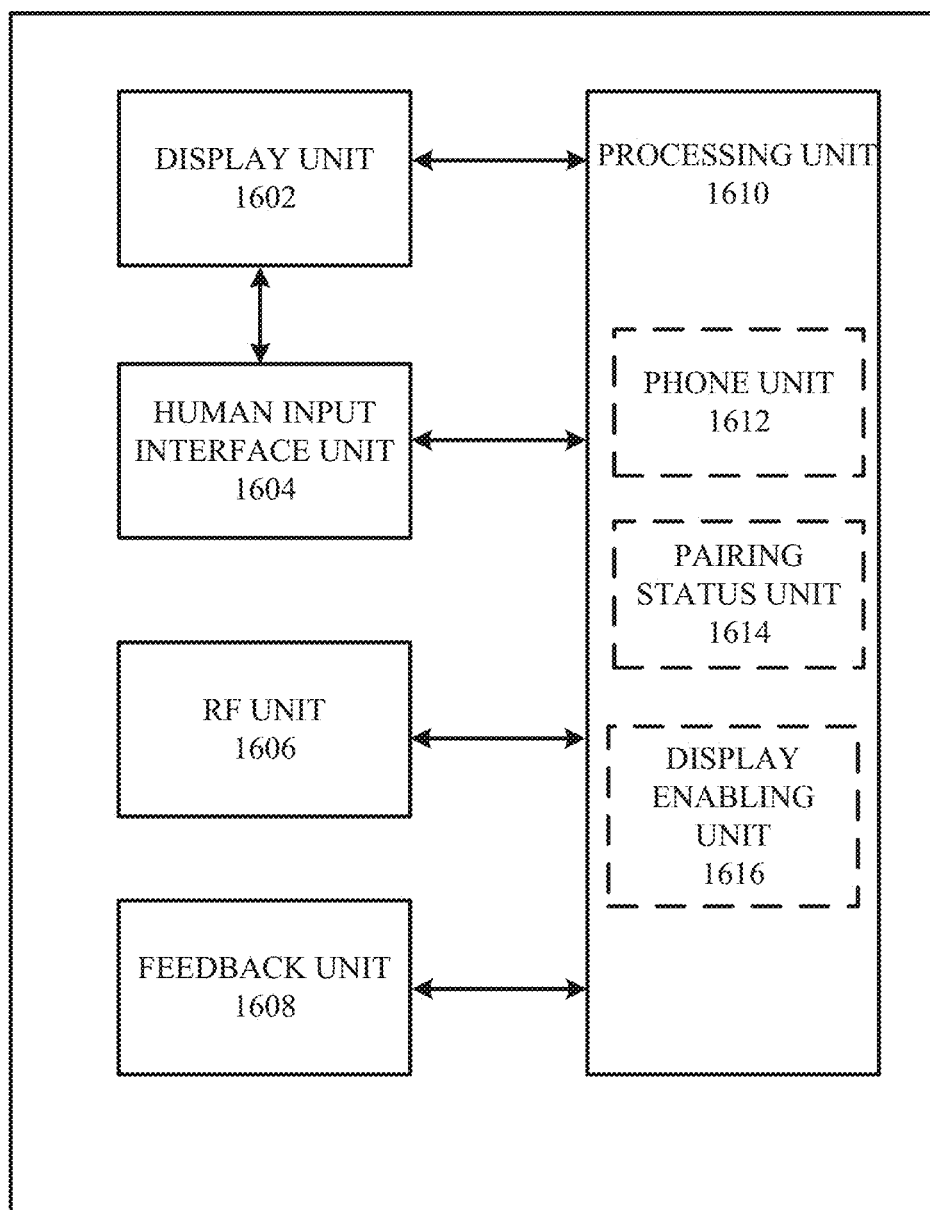 DISPLAY UNIT
1602
HUMAN INPUT
INTERFACE UNIT
1604
RF UNIT
1606
FEEDBACK UNIT
1608
PROCESSING UNIT
1610
PHONE UNIT
1612
PAIRING
STATUS UNIT
1614
DISPLAY
ENABLING
UNIT
1616